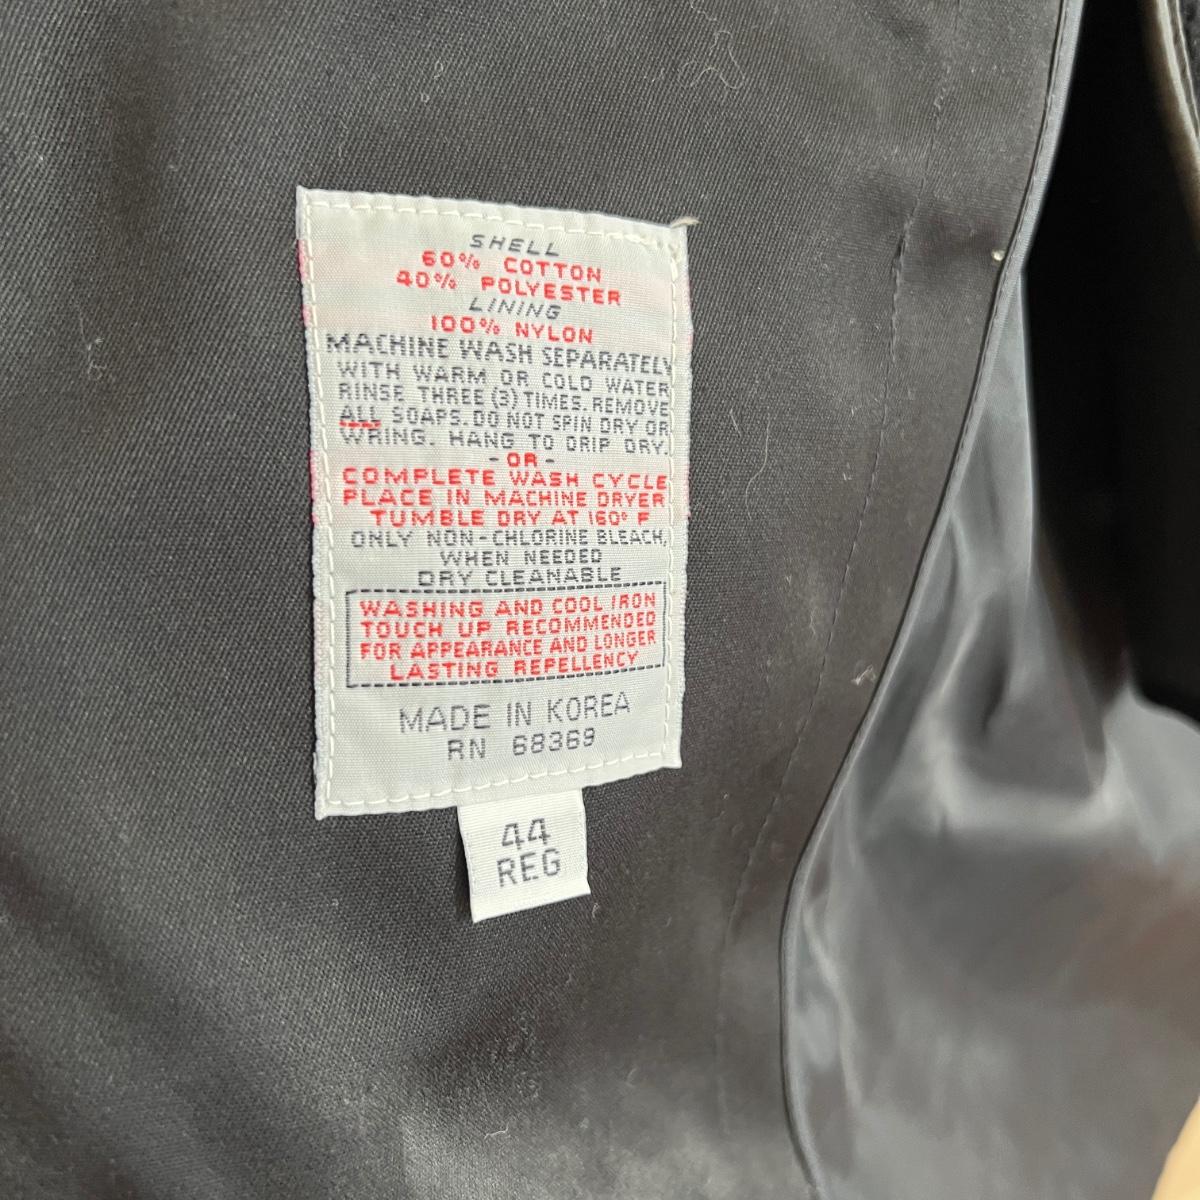 SHELL
60% COTTON
40% POLYESTER
LINING
100% NYLON
MACHINE WASH SEPARATELY
WITH WARM OR COLD WATER
RINSE THREE (3) TIMES. REMOVE
ALL SOAPS. DO NOT SPIN DRY OR
WRING. HANG TO DRIP DRY.
- OR -
COMPLETE WASH CYCLE
PLACE IN MACHINE DRYER
TUMBLE DRY AT 160° F
ONLY NON-CHLORINE BLEACH,
WHEN NEEDED
DRY CLEANABLE
WASHING AND COOL IRON
TOUCH UP RECOMMENDED
FOR APPEARANCE AND LONGER
LASTING REPELLENCY
MADE IN KOREA
RN 68369
44
REG